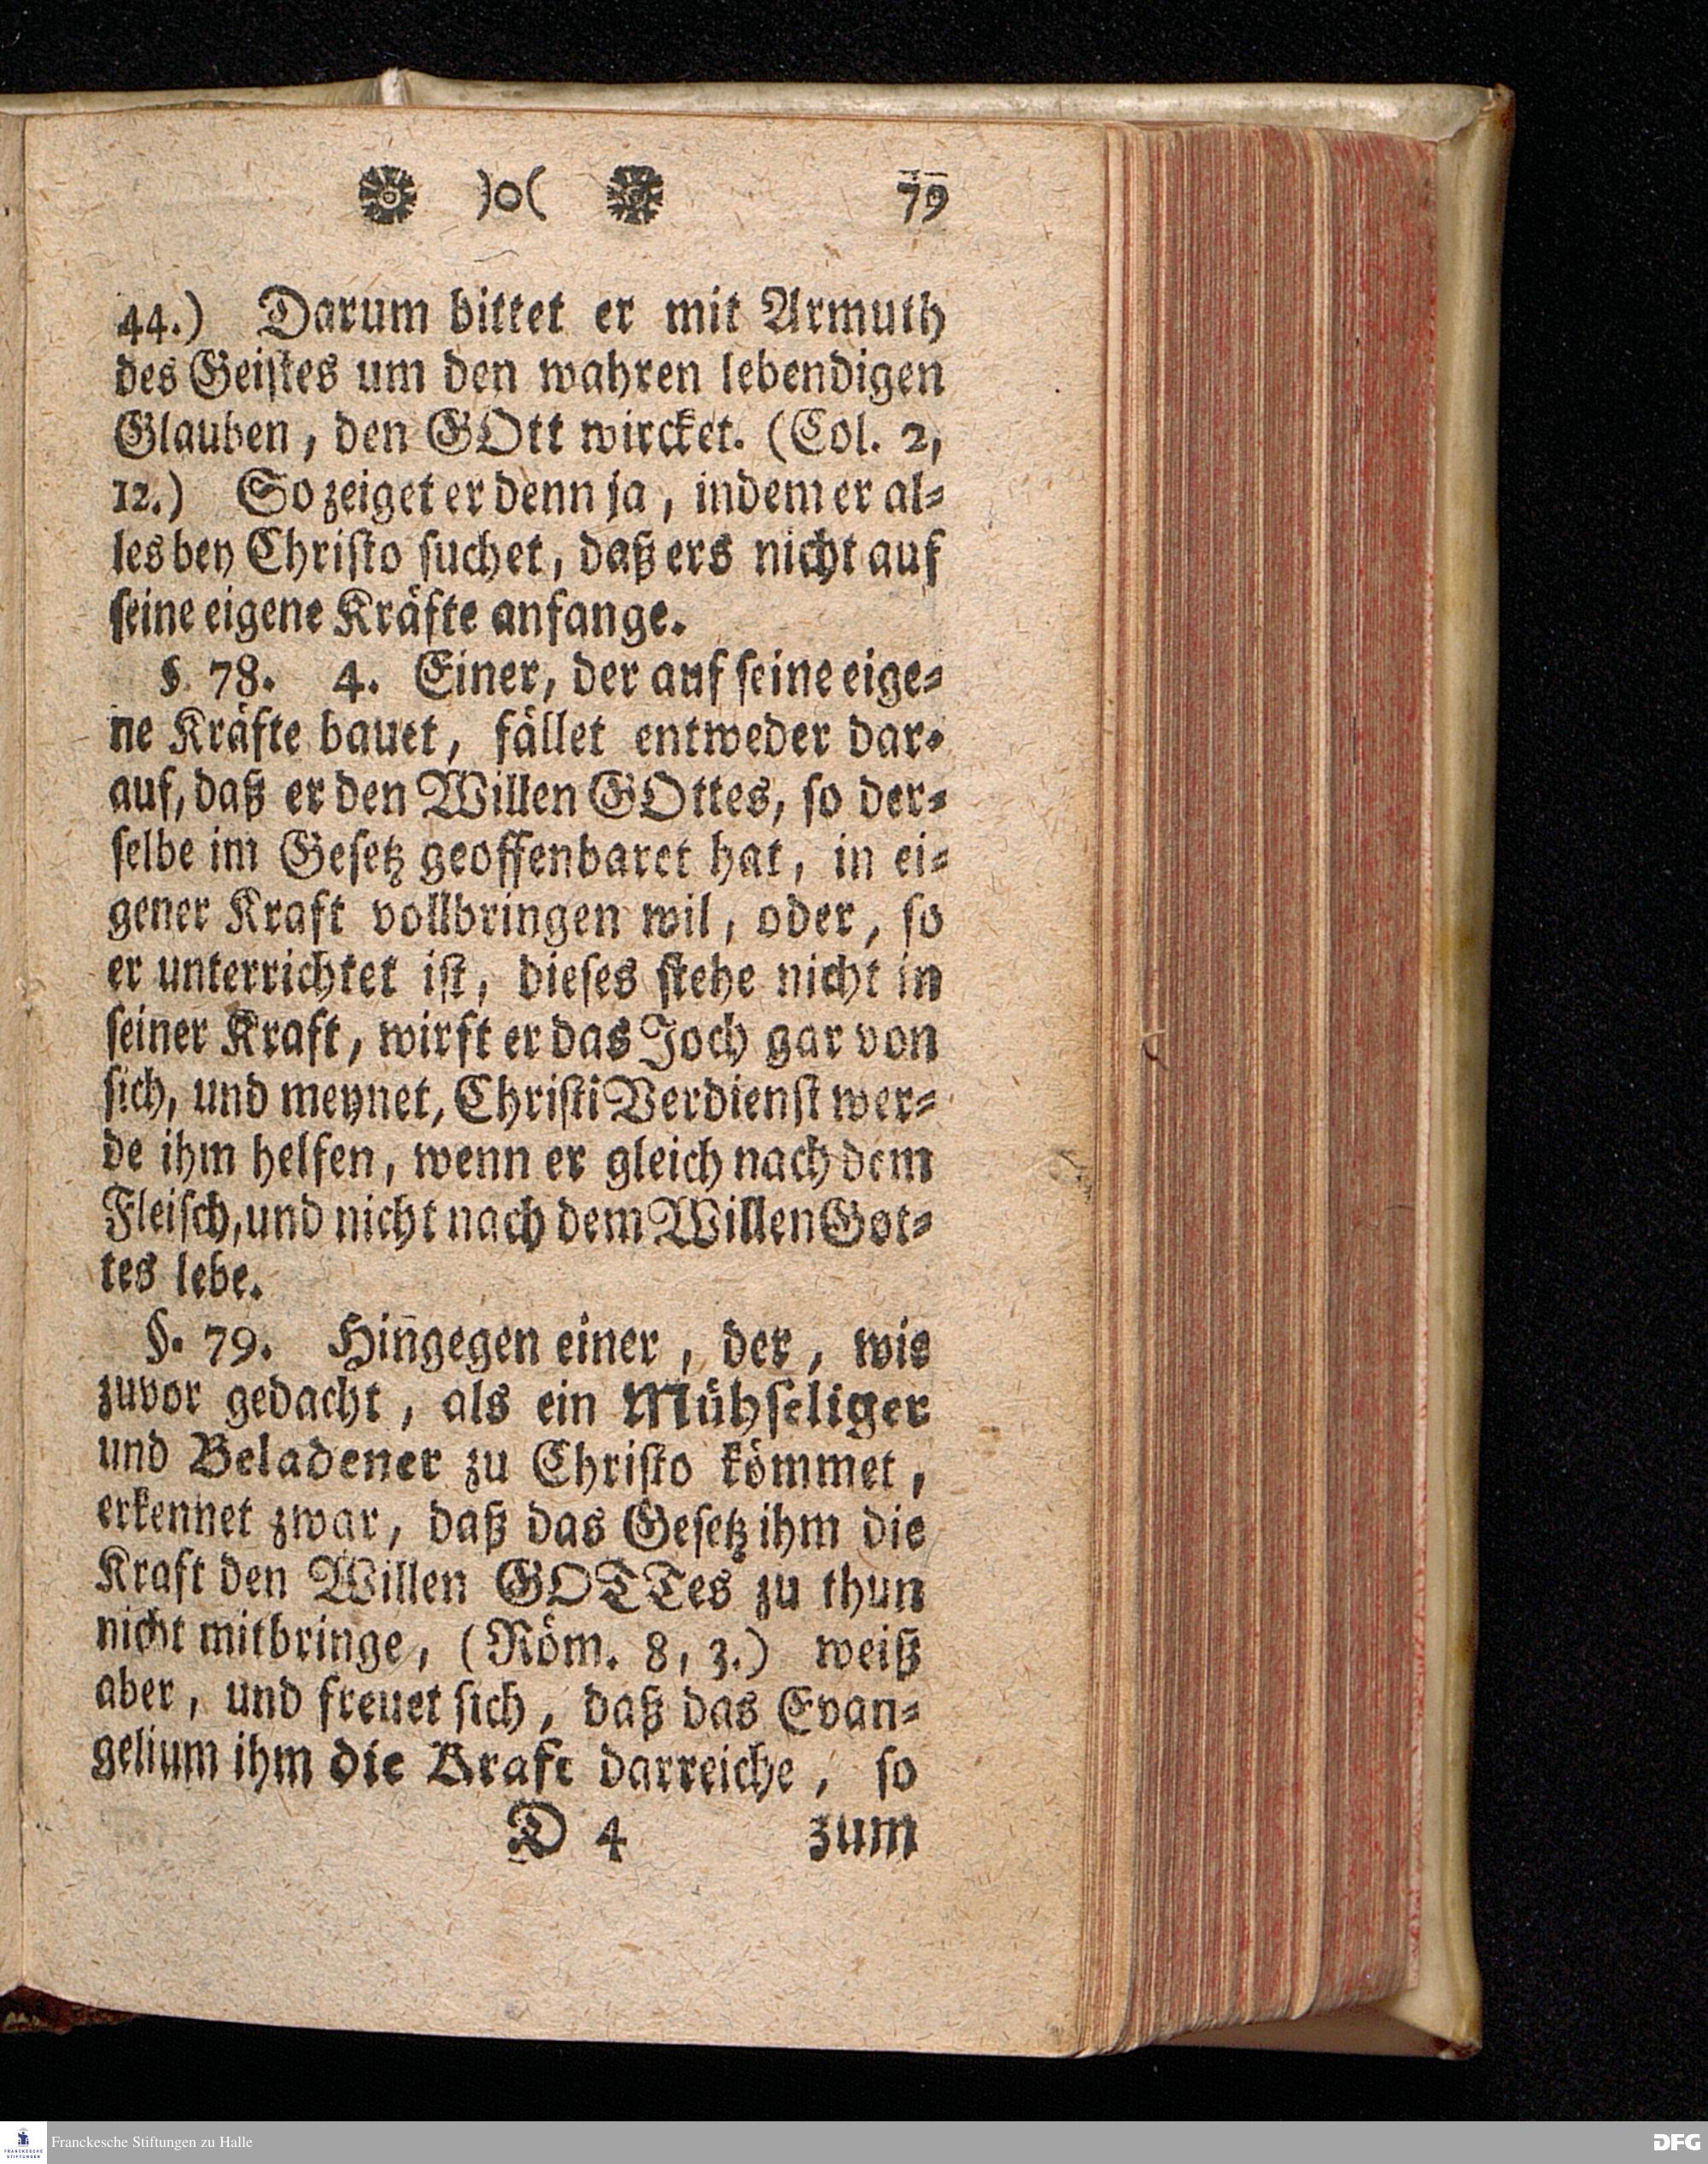 )o( 79
44.) Darum bittet er mit Armuth
des Geiſtes um den wahren lebendigen
Glauben, den GOtt wircket. (Col. 2,
12.) So zeiget er denn ja, indem er al⸗
les bey Chriſto ſuchet, daß ers nicht auf
ſeine eigene Kräfte anfange.
§. 78. 4. Einer, der auf ſeine eige⸗
ne Kräfte bauet, fället entweder dar⸗
auf, daß er den Willen GOttes, ſo der⸗
ſelbe im Geſetz geoffenbaret hat, in ei⸗
gener Kraft vollbringen wil, oder, ſo
er unterrichtet iſt, dieſes ſtehe nicht in
ſeiner Kraft, wirft er das Joch gar von
ſich, und meynet, Chriſti Verdienſt wer⸗
de ihm helfen, wenn er gleich nach dem
Fleiſch, und nicht nach dem Willen Got⸗
tes lebe.
§. 79. Hin̄gegen einer, der, wie
zuvor gedacht, als ein Mühſeliger
und Beladener zu Chriſto kömmet,
erkennet zwar, daß das Geſetz ihm die
Kraft den Willen GOTTes zu thun
nicht mitbringe, (Röm. 8, 3.) weiß
aber, und freuet ſich, daß das Evan⸗
gelium ihm die Kraft darreiche, ſo
D 4 zum
FRANCKESCHE STIFTUNGEN
Franckesche Stiftungen zu Halle
DFG